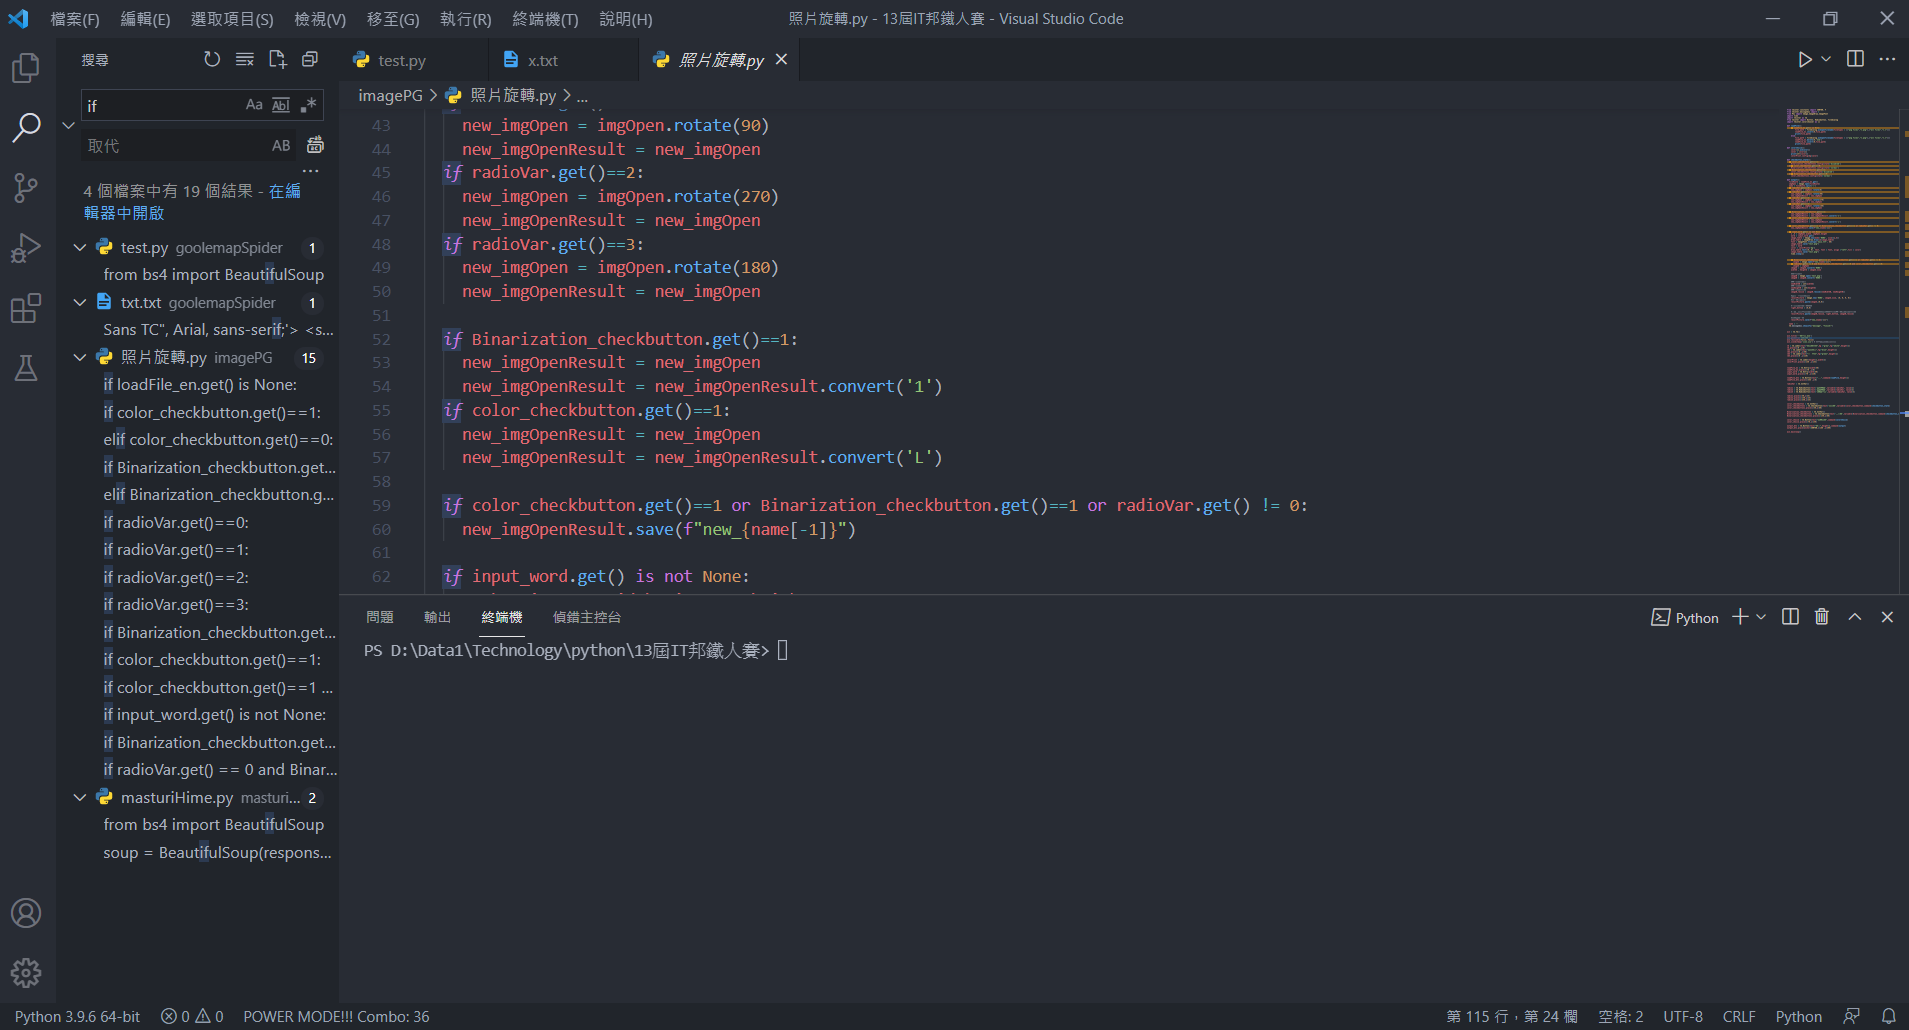 檔案(F) 編輯(E) 選取項目(S) 檢視(V) 移至(G) 執行(R) 終端機(T) 說明(H) 照片旋轉.py - 13屆IT邦鐵人賽 - Visual Studio Code
搜尋
if Aa Abl .*
取代 AB
4 個檔案中有 19 個結果 - 在編
輯器中開啟
test.py goolemapSpider 1
from bs4 import BeautifulSoup
txt.txt goolemapSpider 1
Sans TC", Arial, sans-serif;'> <s...
照片旋轉.py imagePG 15
if loadFile_en.get() is None:
if color_checkbutton.get()==1:
elif color_checkbutton.get()==0:
if Binarization_checkbutton.get...
elif Binarization_checkbutton.g...
if radioVar.get()==0:
if radioVar.get()==1:
if radioVar.get()==2:
if radioVar.get()==3:
if Binarization_checkbutton.get...
if color_checkbutton.get()==1:
if color_checkbutton.get()==1 ...
if input_word.get() is not None:
if Binarization_checkbutton.get...
if radioVar.get() == 0 and Binar...
masturiHime.py masturi... 2
from bs4 import BeautifulSoup
soup = BeautifulSoup(respons...
test.py x.txt 照片旋轉.py
imagePG > 照片旋轉.py > ...
43 new_imgOpen = imgOpen.rotate(90)
44 new_imgOpenResult = new_imgOpen
45 if radioVar.get()==2:
46 new_imgOpen = imgOpen.rotate(270)
47 new_imgOpenResult = new_imgOpen
48 if radioVar.get()==3:
49 new_imgOpen = imgOpen.rotate(180)
50 new_imgOpenResult = new_imgOpen
51
52 if Binarization_checkbutton.get()==1:
53 new_imgOpenResult = new_imgOpen
54 new_imgOpenResult = new_imgOpenResult.convert('1')
55 if color_checkbutton.get()==1:
56 new_imgOpenResult = new_imgOpen
57 new_imgOpenResult = new_imgOpenResult.convert('L')
58
59 if color_checkbutton.get()==1 or Binarization_checkbutton.get()==1 or radioVar.get() != 0:
60 new_imgOpenResult.save(f"new_{name[-1]}")
61
62 if input_word.get() is not None:
問題 輸出 終端機 偵錯主控台 Python
PS D:\Data1\Technology\python\13屆IT邦鐵人賽>
Python 3.9.6 64-bit 0 0 POWER MODE!!! Combo: 36 第 115 行，第 24 欄 空格: 2 UTF-8 CRLF Python